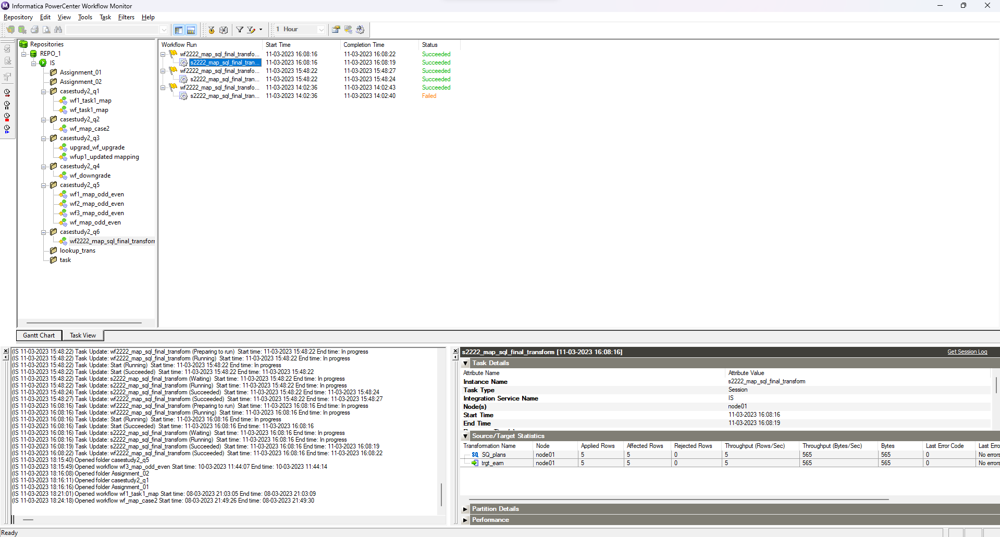 Informatica PowerCenter Workflow Monitor
Repository Edit View Tools Task Filters Help
1 Hour
Repositories
REPO_1
IS
Assignment_01
Assignment_02
casestudy2_q1
wf1_task1_map
wf_task1_map
casestudy2_q2
wf_map_case2
casestudy2_q3
upgrad_wf_upgrade
wfup1_updated mapping
casestudy2_q4
wf_downgrade
casestudy2_q5
wf1_map_odd_even
wf2_map_odd_even
wf3_map_odd_even
wf_map_odd_even
casestudy2_q6
wf2222_map_sql_final_transforr
lookup_trans
task
Workflow Run Start Time Completion Time Status
wf2222_map_sql_final_transfo... 11-03-2023 16:08:16 11-03-2023 16:08:22 Succeeded
s2222_map_sql_final_tran... 11-03-2023 16:08:16 11-03-2023 16:08:19 Succeeded
wf2222_map_sql_final_transfo... 11-03-2023 15:48:22 11-03-2023 15:48:27 Succeeded
s2222_map_sql_final_tran... 11-03-2023 15:48:22 11-03-2023 15:48:24 Succeeded
wf2222_map_sql_final_transfo... 11-03-2023 14:02:36 11-03-2023 14:02:43 Succeeded
s2222_map_sql_final_tran... 11-03-2023 14:02:36 11-03-2023 14:02:40 Failed
Gantt Chart Task View
(IS 11-03-2023 15:48:22) Task Update: wf2222_map_sql_final_transform (Preparing to run) Start time: 11-03-2023 15:48:22 End time: In progress
(IS 11-03-2023 15:48:22) Task Update: wf2222_map_sql_final_transform (Running) Start time: 11-03-2023 15:48:22 End time: In progress
(IS 11-03-2023 15:48:22) Task Update: Start (Running) Start time: 11-03-2023 15:48:22 End time: In progress
(IS 11-03-2023 15:48:22) Task Update: Start (Succeeded) Start time: 11-03-2023 15:48:22 End time: 11-03-2023 15:48:22
(IS 11-03-2023 15:48:22) Task Update: s2222_map_sql_final_transform (Waiting) Start time: 11-03-2023 15:48:22 End time: In progress
(IS 11-03-2023 15:48:22) Task Update: s2222_map_sql_final_transform (Running) Start time: 11-03-2023 15:48:22 End time: In progress
(IS 11-03-2023 15:48:24) Task Update: s2222_map_sql_final_transform (Succeeded) Start time: 11-03-2023 15:48:22 End time: 11-03-2023 15:48:24
(IS 11-03-2023 15:48:27) Task Update: wf2222_map_sql_final_transform (Succeeded) Start time: 11-03-2023 15:48:22 End time: 11-03-2023 15:48:27
(IS 11-03-2023 16:08:16) Task Update: wf2222_map_sql_final_transform (Preparing to run) Start time: 11-03-2023 16:08:16 End time: In progress
(IS 11-03-2023 16:08:16) Task Update: wf2222_map_sql_final_transform (Running) Start time: 11-03-2023 16:08:16 End time: In progress
(IS 11-03-2023 16:08:16) Task Update: Start (Running) Start time: 11-03-2023 16:08:16 End time: In progress
(IS 11-03-2023 16:08:16) Task Update: Start (Succeeded) Start time: 11-03-2023 16:08:16 End time: 11-03-2023 16:08:16
(IS 11-03-2023 16:08:16) Task Update: s2222_map_sql_final_transform (Waiting) Start time: 11-03-2023 16:08:16 End time: In progress
(IS 11-03-2023 16:08:16) Task Update: s2222_map_sql_final_transform (Running) Start time: 11-03-2023 16:08:16 End time: In progress
(IS 11-03-2023 16:08:19) Task Update: s2222_map_sql_final_transform (Succeeded) Start time: 11-03-2023 16:08:16 End time: 11-03-2023 16:08:19
(IS 11-03-2023 16:08:22) Task Update: wf2222_map_sql_final_transform (Succeeded) Start time: 11-03-2023 16:08:16 End time: 11-03-2023 16:08:22
(IS 11-03-2023 18:15:40) Opened folder casestudy2_q5
(IS 11-03-2023 18:15:49) Opened workflow wf3_map_odd_even Start time: 10-03-2023 11:44:07 End time: 10-03-2023 11:44:14
(IS 11-03-2023 18:16:08) Opened folder Assignment_02
(IS 11-03-2023 18:16:11) Opened folder casestudy2_q1
(IS 11-03-2023 18:16:16) Opened folder Assignment_01
(IS 11-03-2023 18:21:01) Opened workflow wf1_task1_map Start time: 08-03-2023 21:03:05 End time: 08-03-2023 21:03:09
(IS 11-03-2023 18:24:18) Opened workflow wf_map_case2 Start time: 08-03-2023 21:49:26 End time: 08-03-2023 21:49:30
s2222_map_sql_final_transform [11-03-2023 16:08:16] Get Session Log
Task Details
Attribute Name Attribute Value
Instance Name s2222_map_sql_final_transform
Task Type Session
Integration Service Name IS
Node(s) node01
Start Time 11-03-2023 16:08:16
End Time 11-03-2023 16:08:19
Source/Target Statistics
Transformation Name Node Applied Rows Affected Rows Rejected Rows Throughput (Rows/Sec) Throughput (Bytes/Sec) Bytes Last Error Code Last Erro
SQ SQ_plans node01 5 5 0 5 565 565 0 No errors
trgt_earn node01 5 5 0 5 565 565 0 No errors
Partition Details
Performance
Ready